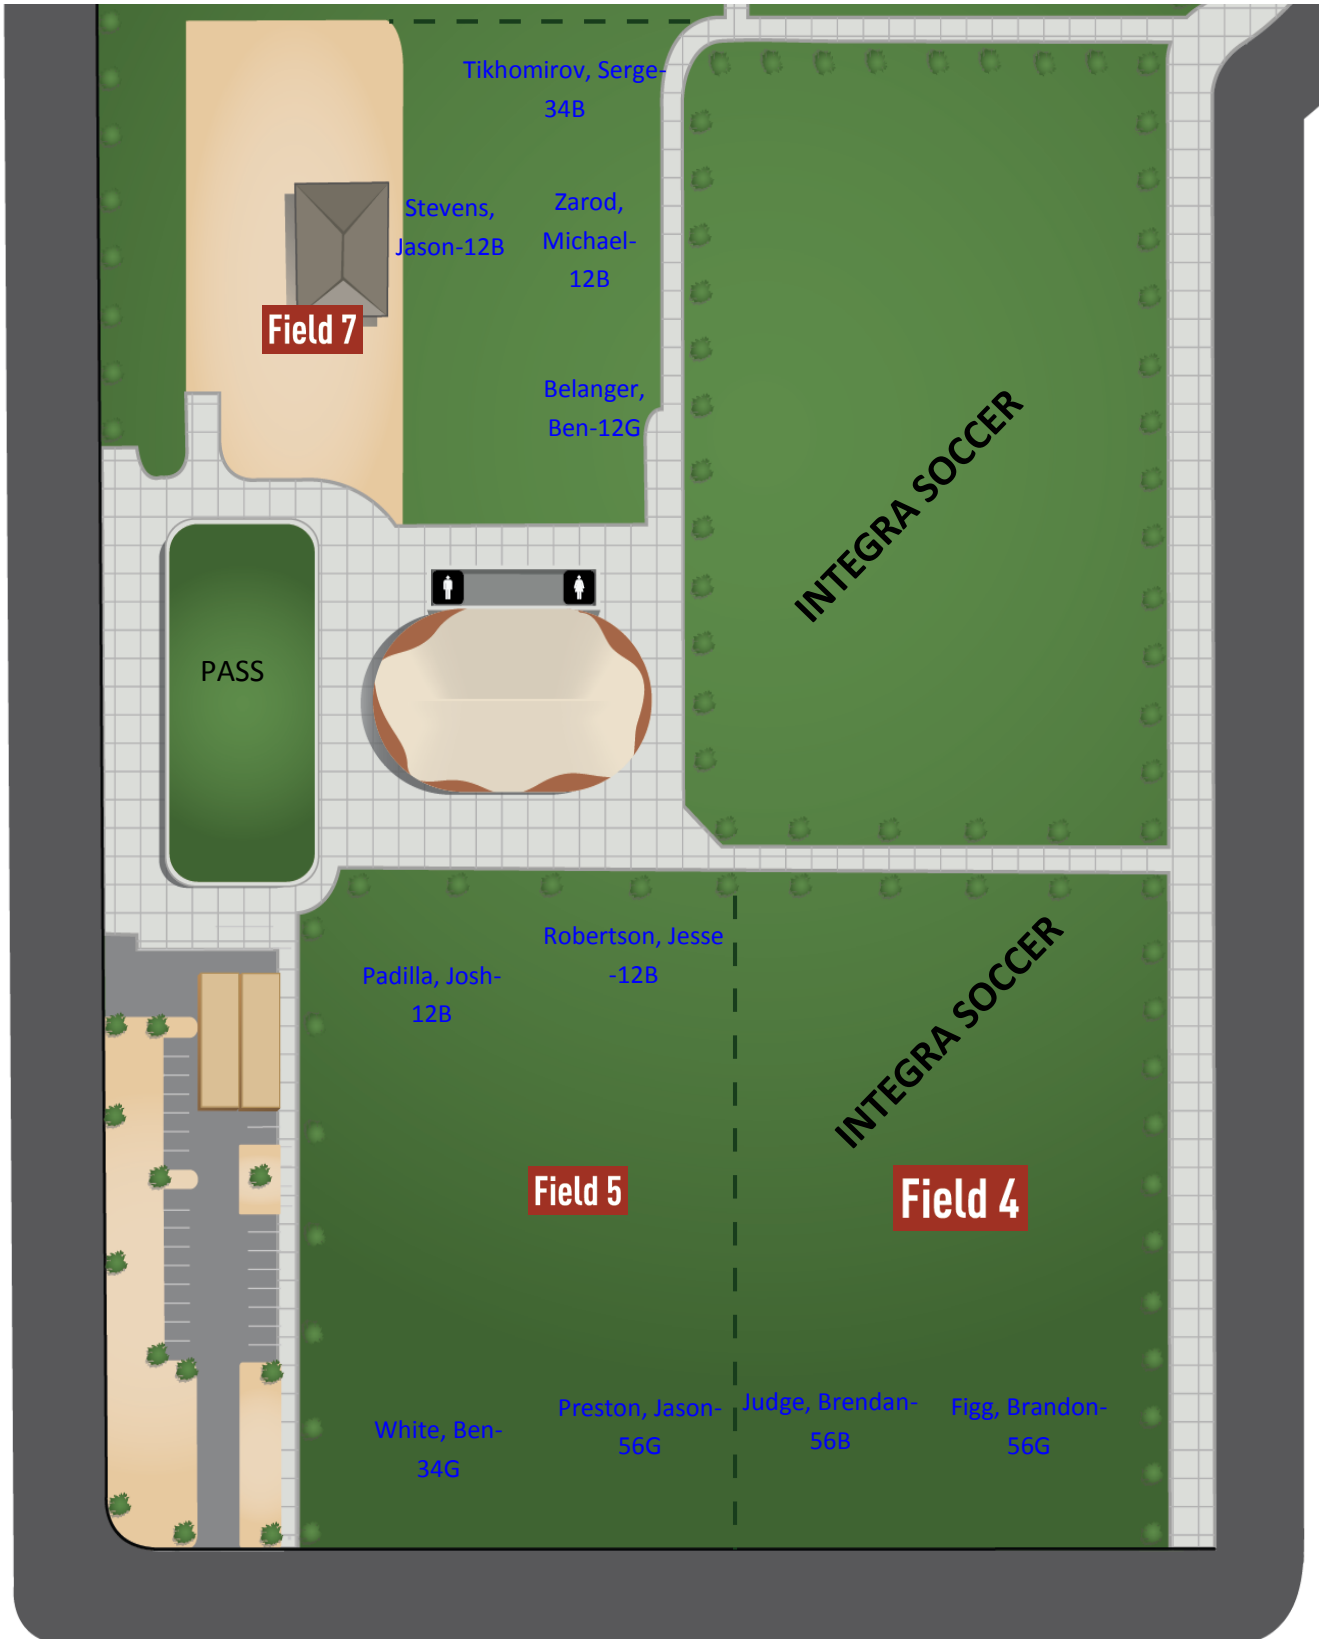 Tikhomirov, Serge-
34B
Stevens,
Jason-12B
Zarod,
Michael-
12B
Field 7
Belanger,
Ben-12G
INTEGRA SOCCER
PASS
Robertson, Jesse
-12B
Padilla, Josh-
12B
INTEGRA SOCCER
Field 5
Field 4
White, Ben-
34G
Preston, Jason-
56G
Judge, Brendan-
56B
Figg, Brandon-
56G